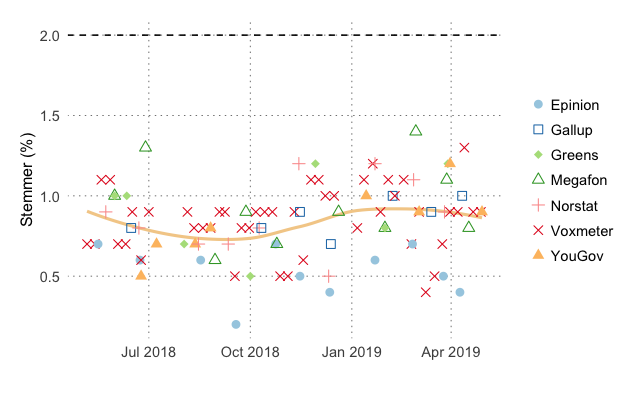 Stemmer (%)
2.0
1.5
1.0
0.5
Jul 2018
Oct 2018
Jan 2019
Apr 2019
Epinion
Gallup
Greens
Megafon
Norstat
Voxmeter
YouGov